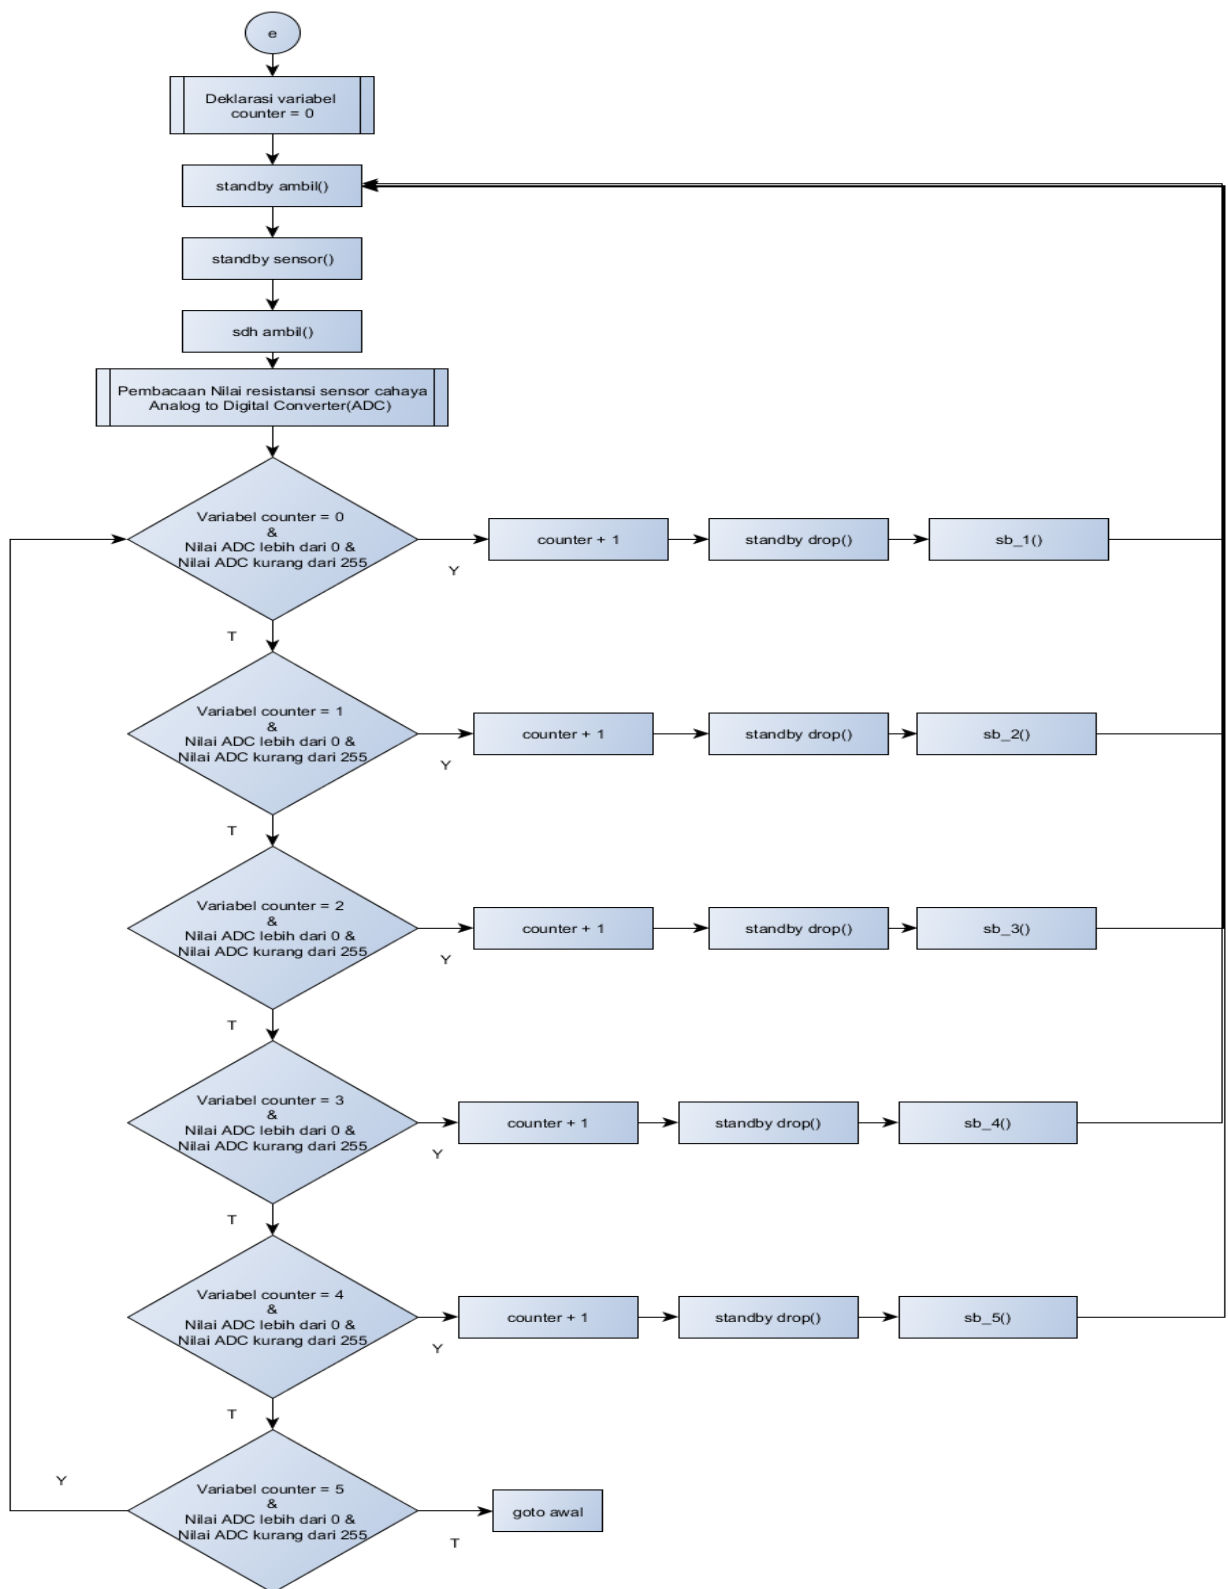 e
Deklarasi variabel
counter = 0
standby ambil()
standby sensor()
sdh ambil()
Pembacaan Nilai resistansi sensor cahaya
Analog to Digital Converter(ADC)
Variabel counter = 0
&
Nilai ADC lebih dari 0 &
Nilai ADC kurang dari 255
Y
counter + 1
standby drop()
sb_1()
T
Variabel counter = 1
&
Nilai ADC lebih dari 0 &
Nilai ADC kurang dari 255
Y
counter + 1
standby drop()
sb_2()
T
Variabel counter = 2
&
Nilai ADC lebih dari 0 &
Nilai ADC kurang dari 255
Y
counter + 1
standby drop()
sb_3()
T
Variabel counter = 3
&
Nilai ADC lebih dari 0 &
Nilai ADC kurang dari 255
Y
counter + 1
standby drop()
sb_4()
T
Variabel counter = 4
&
Nilai ADC lebih dari 0 &
Nilai ADC kurang dari 255
Y
counter + 1
standby drop()
sb_5()
T
Y
Variabel counter = 5
&
Nilai ADC lebih dari 0 &
Nilai ADC kurang dari 255
T
goto awal